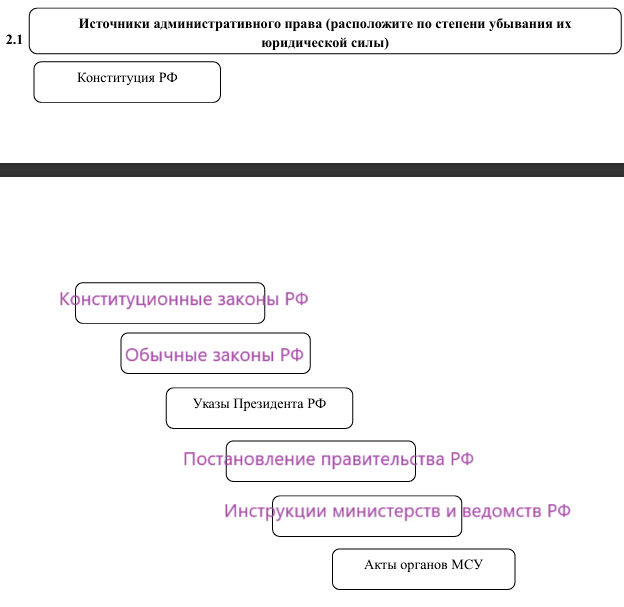 Источники административного права (расположите по степени убывания их
2.1
юридической силы)
Конституция РФ
Конституционные законы РФ
Обычные законы РФ
Указы Президента РФ
Постановление правительства РФ
Инструкции министерств и ведомств РФ
Акты органов МСУ